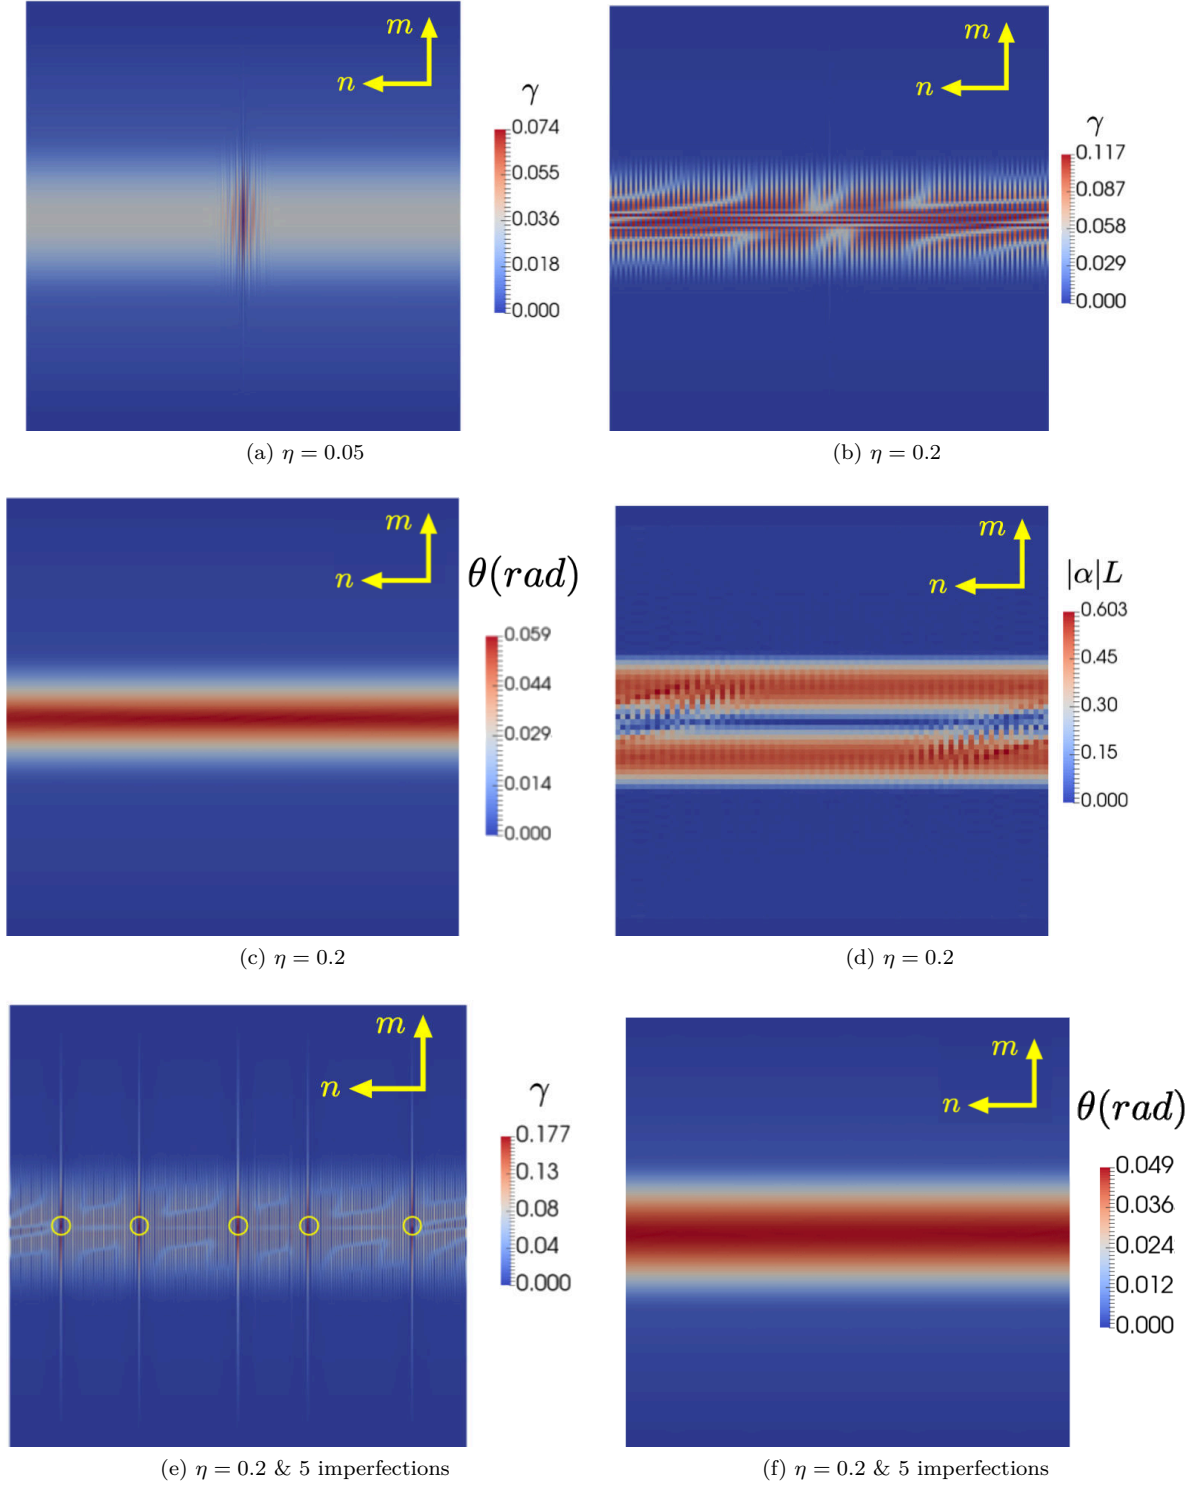 m
n
γ
0.074
0.055
0.036
0.018
0.000
(a) η = 0.05
m
n
γ
0.117
0.087
0.058
0.029
0.000
(b) η = 0.2
m
n
θ(rad)
0.059
0.044
0.029
0.014
0.000
(c) η = 0.2
m
n
|α|L
0.603
0.45
0.30
0.15
0.000
(d) η = 0.2
m
n
γ
0.177
0.13
0.08
0.04
0.000
(e) η = 0.2 & 5 imperfections
m
n
θ(rad)
0.049
0.036
0.024
0.012
0.000
(f) η = 0.2 & 5 imperfections